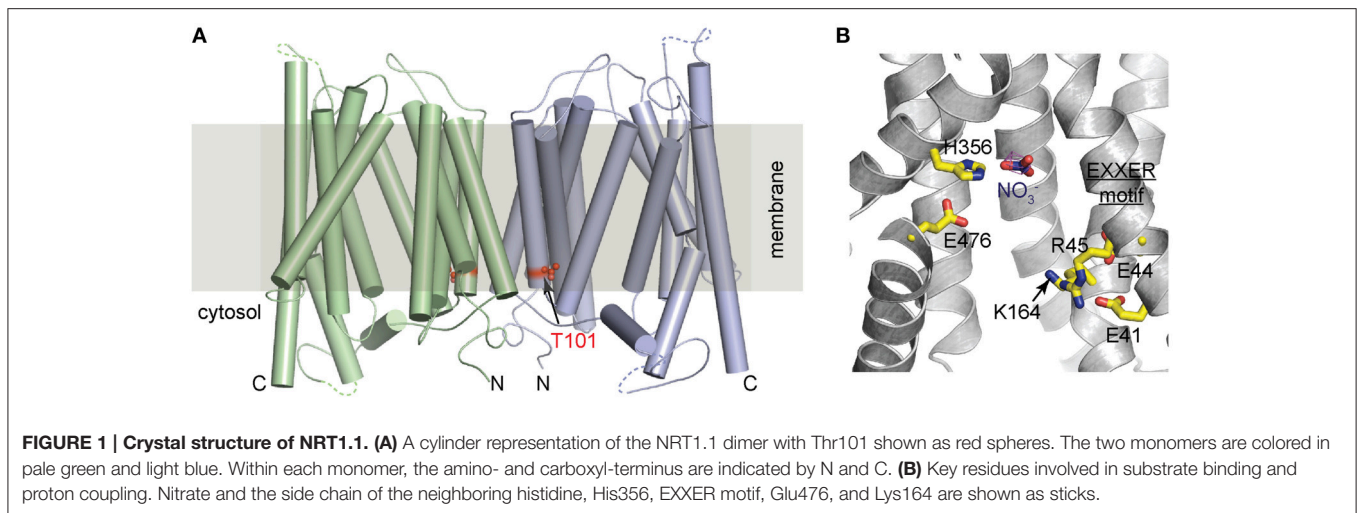 A
membrane
cytosol
T101
C
N
N
C
B
H356
NO3-
EXXER
motif
E476
R45
E44
K164
E41
FIGURE 1 | Crystal structure of NRT1.1. (A) A cylinder representation of the NRT1.1 dimer with Thr101 shown as red spheres. The two monomers are colored in
pale green and light blue. Within each monomer, the amino- and carboxyl-terminus are indicated by N and C. (B) Key residues involved in substrate binding and
proton coupling. Nitrate and the side chain of the neighboring histidine, His356, EXXER motif, Glu476, and Lys164 are shown as sticks.